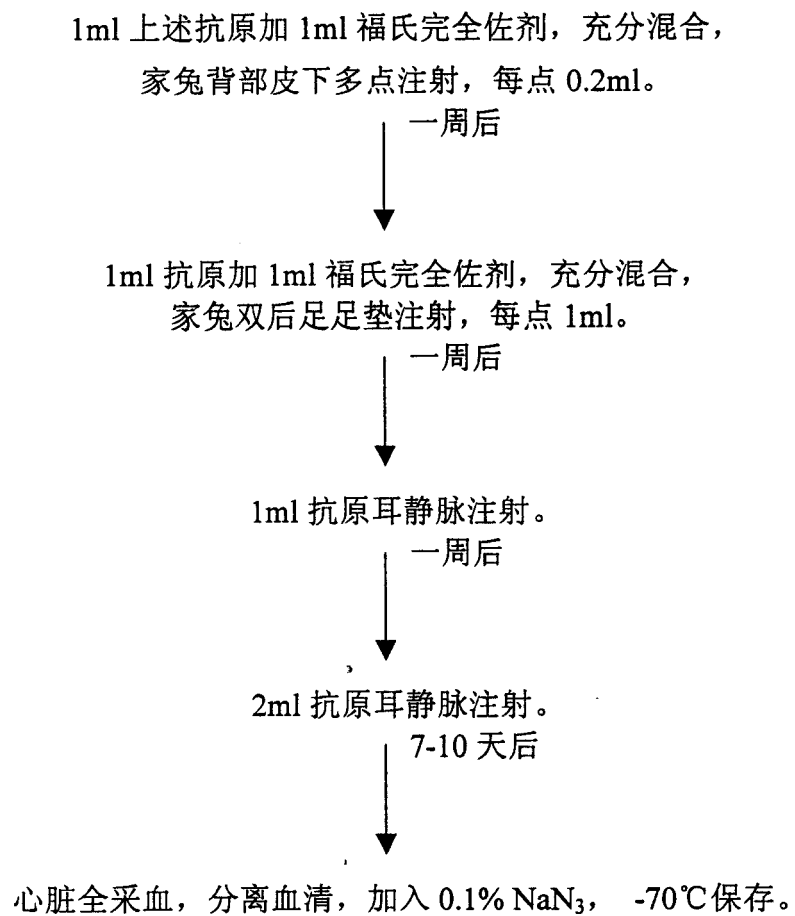 1ml 上述抗原加 1ml 福氏完全佐剂，充分混合，
家兔背部皮下多点注射，每点 0.2ml。
一周后
1ml 抗原加 1ml 福氏完全佐剂，充分混合，
家兔双后足足垫注射，每点 1ml。
一周后
1ml 抗原耳静脉注射。
一周后
2ml 抗原耳静脉注射。
7-10 天后
心脏全采血，分离血清，加入 0.1% NaN₃， -70℃保存。